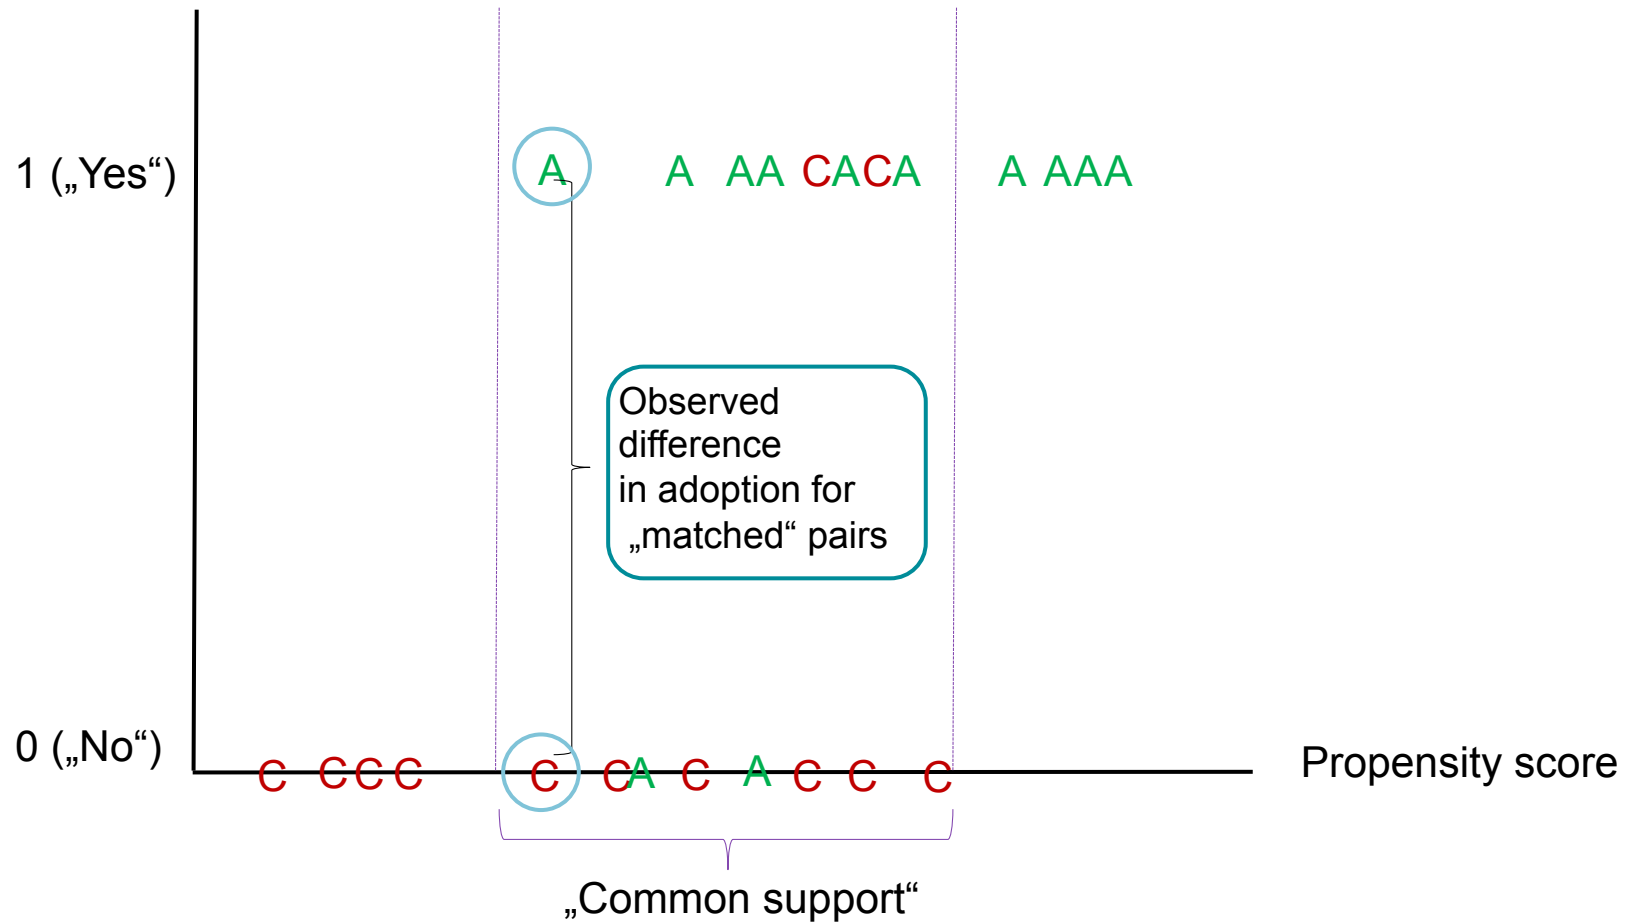 1 („Yes“)
A A AA CACA A AAA
Observed
difference
in adoption for
„matched“ pairs
0 („No“)
C CCC C CA C A C C C
Propensity score
„Common support“